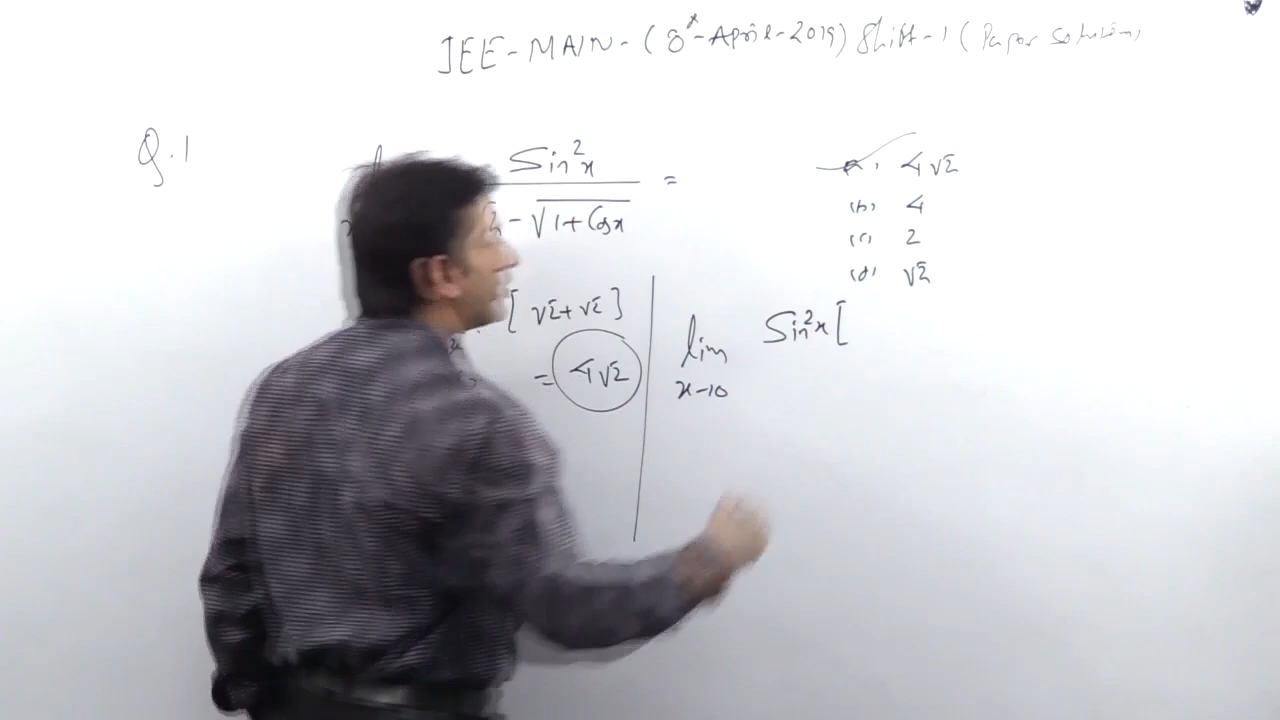 JEE-MAIN-(8-April-2019) Shift-1 (Paper solution)
Q.1
Sin²x
- √1+Cosx
=
(a) 4√2
(b) 4
(c) 2
(d) √2
[√2+√2]
= 4√2
lim
x→0
Sin²x [